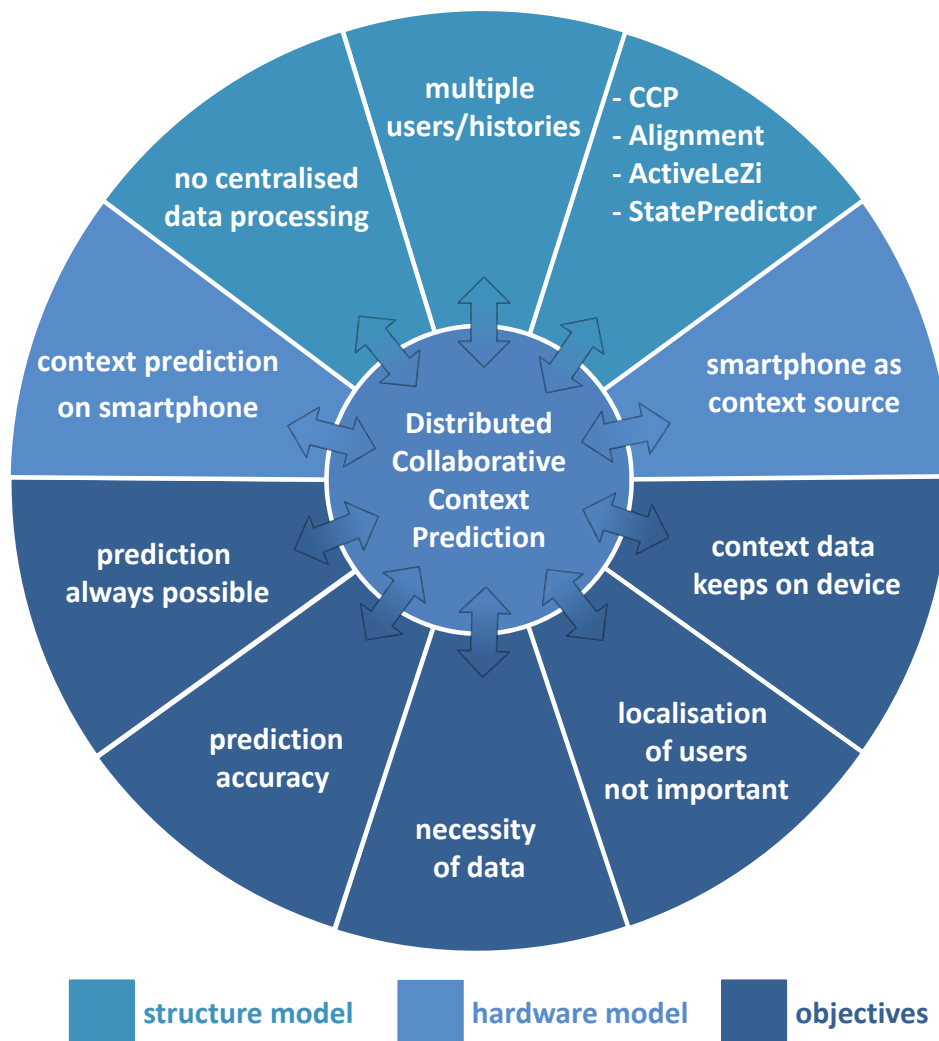 multiple
users/histories
- CCP
- Alignment
- ActiveLeZi
- StatePredictor
no centralised
data processing
context prediction
on smartphone
smartphone as
context source
Distributed
Collaborative
Context
Prediction
prediction
always possible
context data
keeps on device
prediction
accuracy
localisation
of users
not important
necessity
of data
structure model
hardware model
objectives